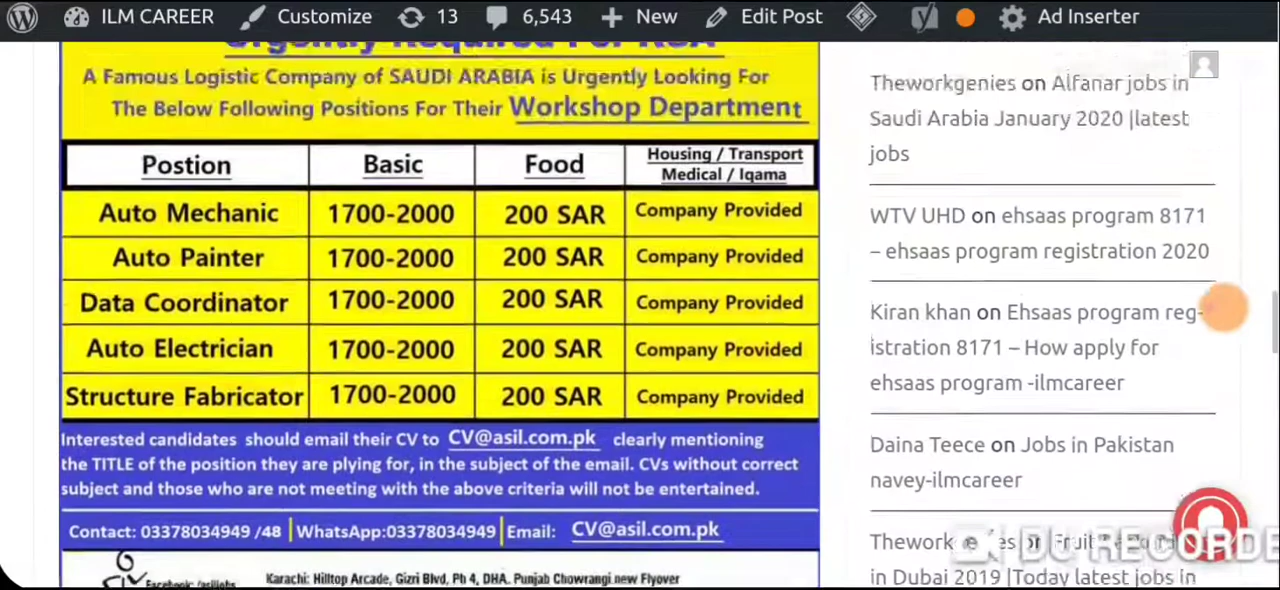 ILM CAREER Customize 13 6,543 + New Edit Post Ad Inserter
Urgently Required For KSA
A Famous Logistic Company of SAUDI ARABIA is Urgently Looking For
The Below Following Positions For Their Workshop Department
Postion Basic Food Housing / Transport
Medical / Iqama
Auto Mechanic 1700-2000 200 SAR Company Provided
Auto Painter 1700-2000 200 SAR Company Provided
Data Coordinator 1700-2000 200 SAR Company Provided
Auto Electrician 1700-2000 200 SAR Company Provided
Structure Fabricator 1700-2000 200 SAR Company Provided
Interested candidates should email their CV to CV@asil.com.pk clearly mentioning
the TITLE of the position they are plying for, in the subject of the email. CVs without correct
subject and those who are not meeting with the above criteria will not be entertained.
Contact: 03378034949 /48 WhatsApp:03378034949 Email: CV@asil.com.pk
Karachi: Hilltop Arcade, Gizri Blvd, Ph 4, DHA. Punjab Chowrangi new Flyover
Theworkgenies on Alfanar jobs in
Saudi Arabia January 2020 |latest
jobs
WTV UHD on ehsaas program 8171
– ehsaas program registration 2020
Kiran khan on Ehsaas program reg-
istration 8171 – How apply for
ehsaas program -ilmcareer
Daina Teece on Jobs in Pakistan
navey-ilmcareer
on Fruit
in Dubai 2019 |Today latest jobs in
DU RECORDE